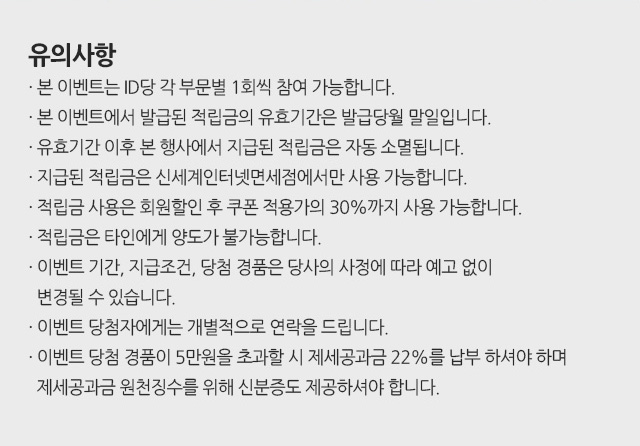 유의사항
· 본 이벤트는 ID당 각 부문별 1회씩 참여 가능합니다.
· 본 이벤트에서 발급된 적립금의 유효기간은 발급당월 말일입니다.
· 유효기간 이후 본 행사에서 지급된 적립금은 자동 소멸됩니다.
· 지급된 적립금은 신세계인터넷면세점에서만 사용 가능합니다.
· 적립금 사용은 회원할인 후 쿠폰 적용가의 30%까지 사용 가능합니다.
· 적립금은 타인에게 양도가 불가능합니다.
· 이벤트 기간, 지급조건, 당첨 경품은 당사의 사정에 따라 예고 없이
변경될 수 있습니다.
· 이벤트 당첨자에게는 개별적으로 연락을 드립니다.
· 이벤트 당첨 경품이 5만원을 초과할 시 제세공과금 22%를 납부 하셔야 하며
제세공과금 원천징수를 위해 신분증도 제공하셔야 합니다.